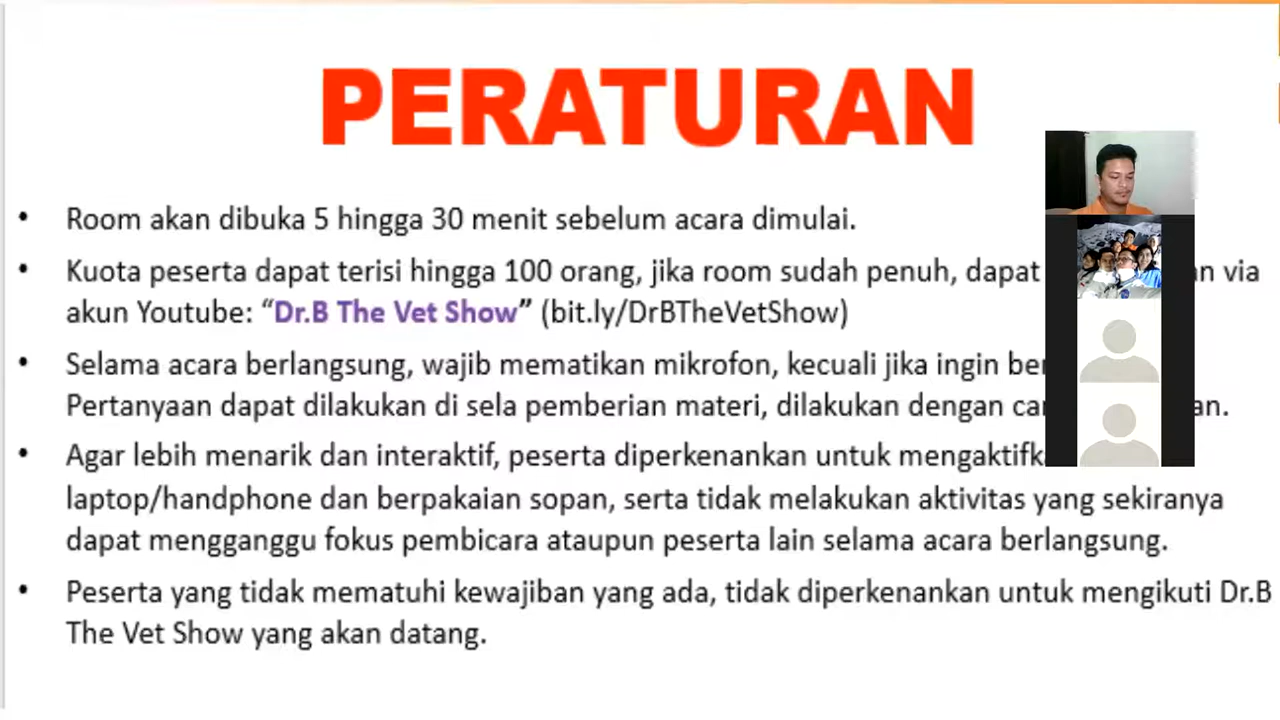 PERATURAN
• Room akan dibuka 5 hingga 30 menit sebelum acara dimulai.
• Kuota peserta dapat terisi hingga 100 orang, jika room sudah penuh, dapat via
akun Youtube: “Dr.B The Vet Show” (bit.ly/DrBTheVetShow)
• Selama acara berlangsung, wajib mematikan mikrofon, kecuali jika ingin
Pertanyaan dapat dilakukan di sela pemberian materi, dilakukan dengan
• Agar lebih menarik dan interaktif, peserta diperkenankan untuk
laptop/handphone dan berpakaian sopan, serta tidak melakukan aktivitas yang sekiranya
dapat mengganggu fokus pembicara ataupun peserta lain selama acara berlangsung.
• Peserta yang tidak mematuhi kewajiban yang ada, tidak diperkenankan untuk mengikuti Dr.B
The Vet Show yang akan datang.